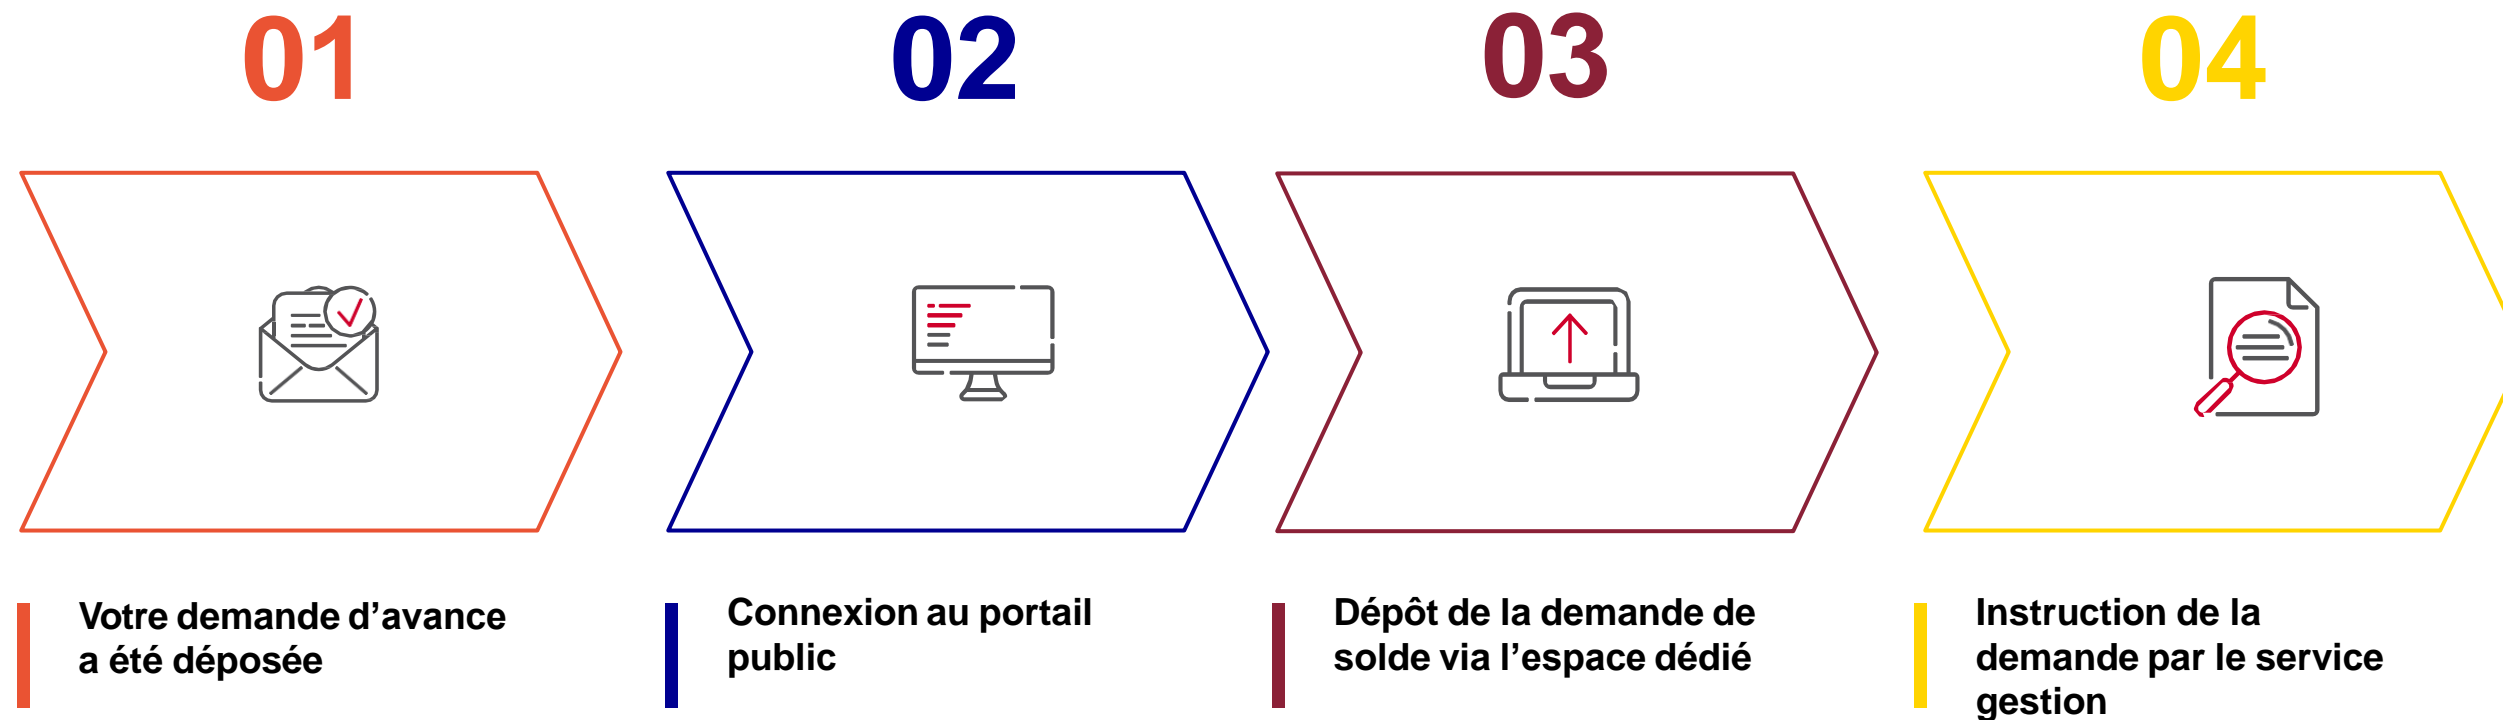 01
02
03
04
Votre demande d’avance
a été déposée
Connexion au portail
public
Dépôt de la demande de
solde via l’espace dédié
Instruction de la
demande par le service
gestion